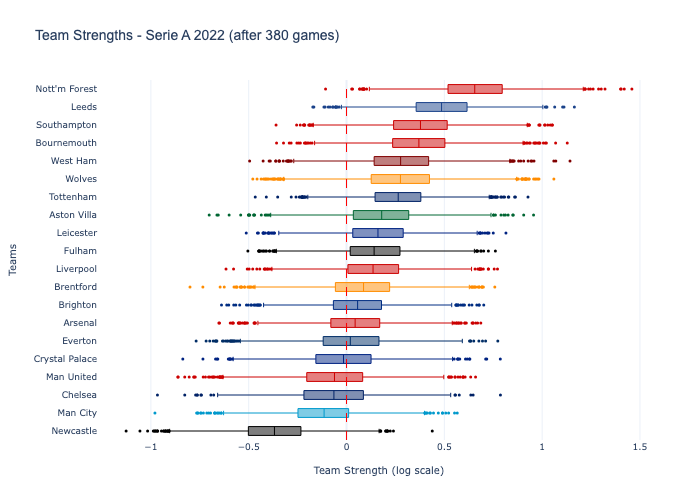 Team Strengths - Serie A 2022 (after 380 games)
Nott'm Forest
Leeds
Southampton
Bournemouth
West Ham
Wolves
Tottenham
Aston Villa
Leicester
Fulham
Liverpool
Brentford
Brighton
Arsenal
Everton
Crystal Palace
Man United
Chelsea
Man City
Newcastle
Teams
−1 −0.5 0 0.5 1 1.5
Team Strength (log scale)